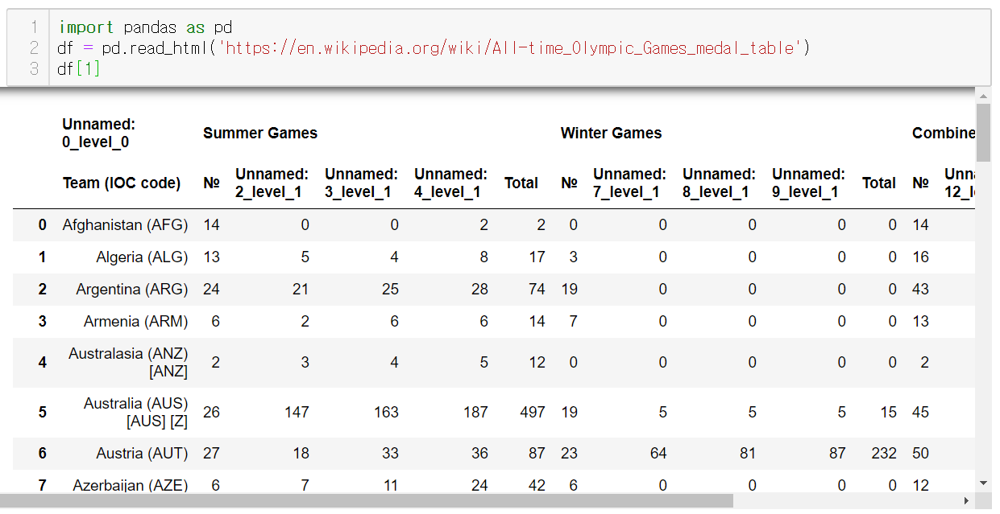 1 import pandas as pd
2 df = pd.read_html('https://en.wikipedia.org/wiki/All-time_Olympic_Games_medal_table')
3 df[1]
Unnamed: 0_level_0 Summer Games Winter Games Combine
Team (IOC code) № Unnamed: 2_level_1 Unnamed: 3_level_1 Unnamed: 4_level_1 Total № Unnamed: 7_level_1 Unnamed: 8_level_1 Unnamed: 9_level_1 Total №
0 Afghanistan (AFG) 14 0 0 2 2 0 0 0 0 0 14
1 Algeria (ALG) 13 5 4 8 17 3 0 0 0 0 16
2 Argentina (ARG) 24 21 25 28 74 19 0 0 0 0 43
3 Armenia (ARM) 6 2 6 6 14 7 0 0 0 0 13
4 Australasia (ANZ) [ANZ] 2 3 4 5 12 0 0 0 0 0 2
5 Australia (AUS) [AUS] [Z] 26 147 163 187 497 19 5 5 5 15 45
6 Austria (AUT) 27 18 33 36 87 23 64 81 87 232 50
7 Azerbaijan (AZE) 6 7 11 24 42 6 0 0 0 0 12